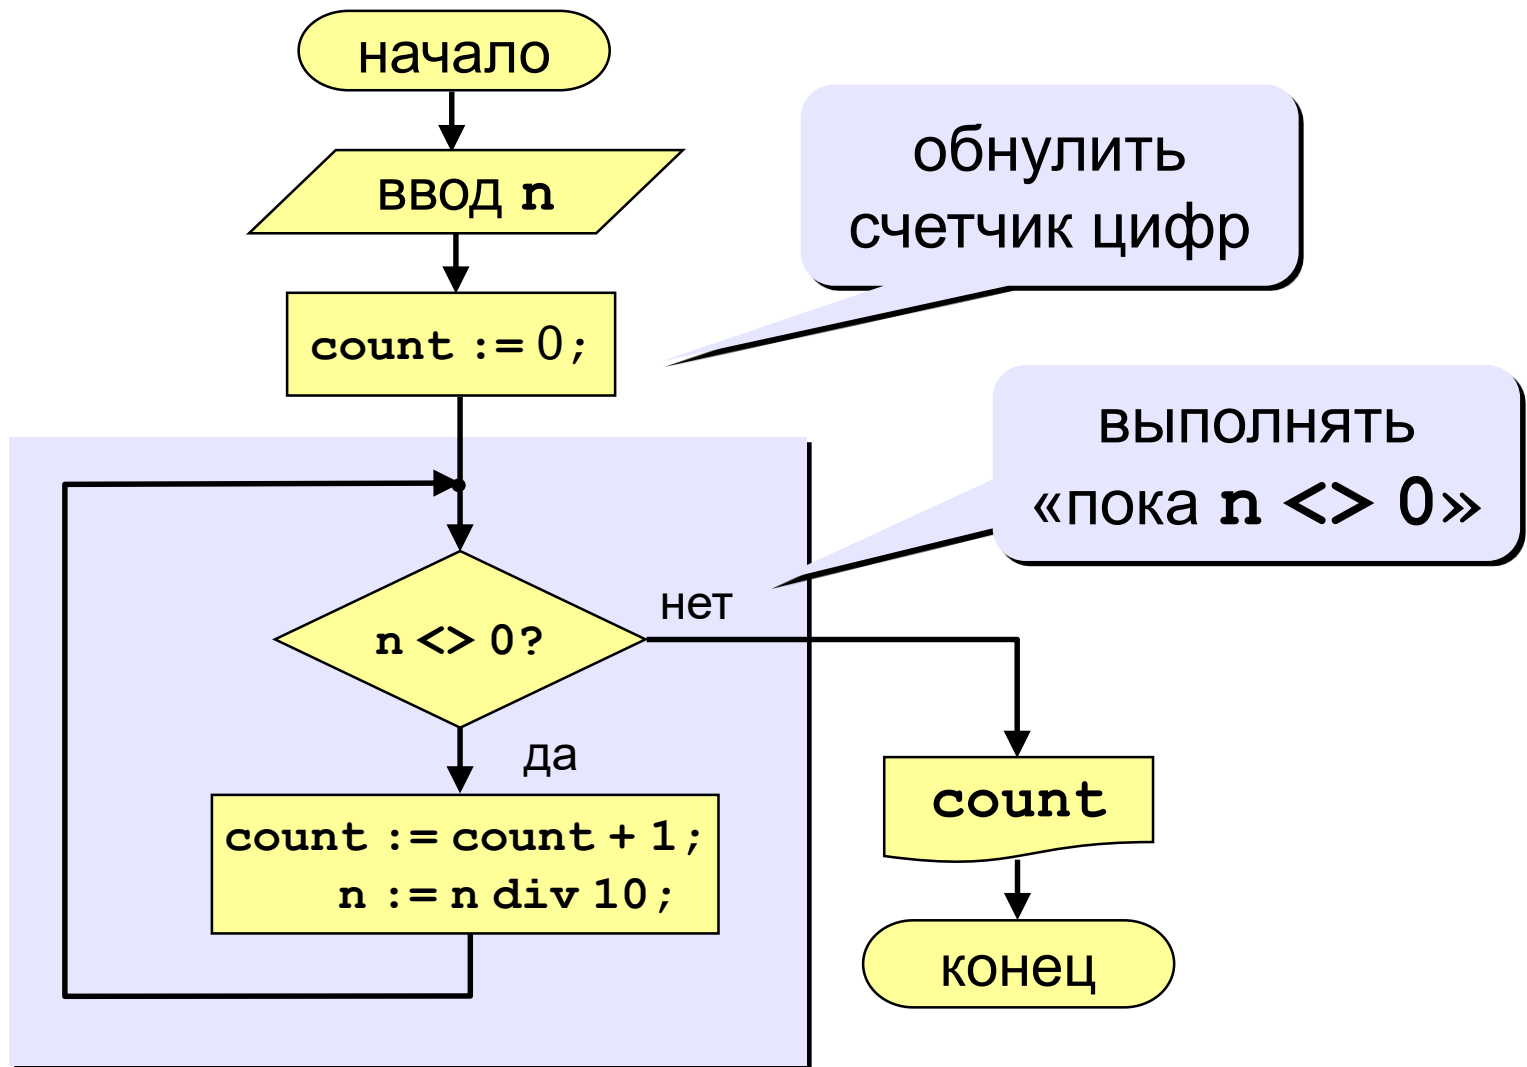 начало
ввод n
обнулить
счетчик цифр
count := 0;
выполнять
«пока n <> 0»
нет
n <> 0?
да
count := count + 1;
n := n div 10;
count
конец